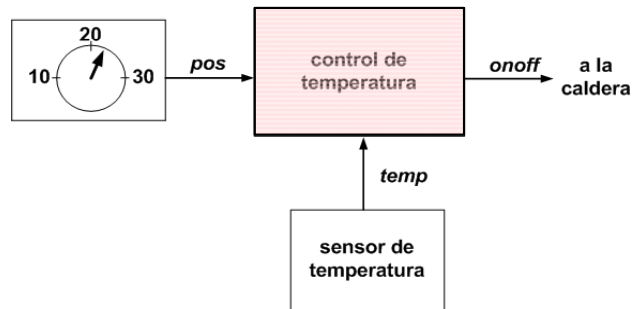 20
10
30
pos
control de
temperatura
onoff
a la
caldera
temp
sensor de
temperatura